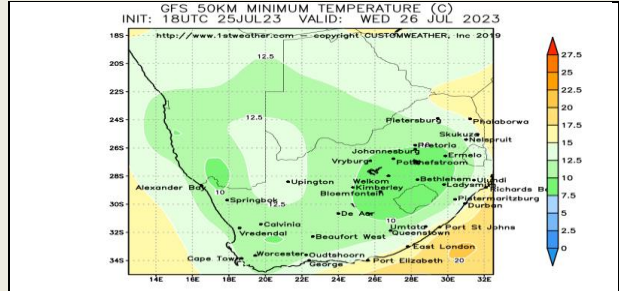 GFS 50KM MINIMUM TEMPERATURE (C)
INIT: 18UTC 25JUL23 VALID: WED 26 JUL 2023
http://www.1stweather.com – copyright CUSTOMWEATHER, Inc 2019
18S
20S
22S
24S
26S
28S
30S
32S
34S
12.5
12.5
12.5
10
10
20
Pietersburg
Phalaborwa
Skukuza
Nelspruit
Pretoria
Johannesburg
Ermelo
Vryburg
Potchefstroom
Welkom
Bethlehem
Ulundi
Alexander Bay
Upington
Kimberley
Ladysmith
Richards Ba
Bloemfontein
Springbok
Pietermaritzburg
Durban
De Aar
Calvinia
Umtata
Port St Johns
Vredendal
Beaufort West
Queenstown
East London
Worcester
Oudtshoorn
Cape Town
George
Port Elizabeth
14E
16E
18E
20E
22E
24E
26E
28E
30E
32E
27.5
25
22.5
20
17.5
15
12.5
10
7.5
5
2.5
0